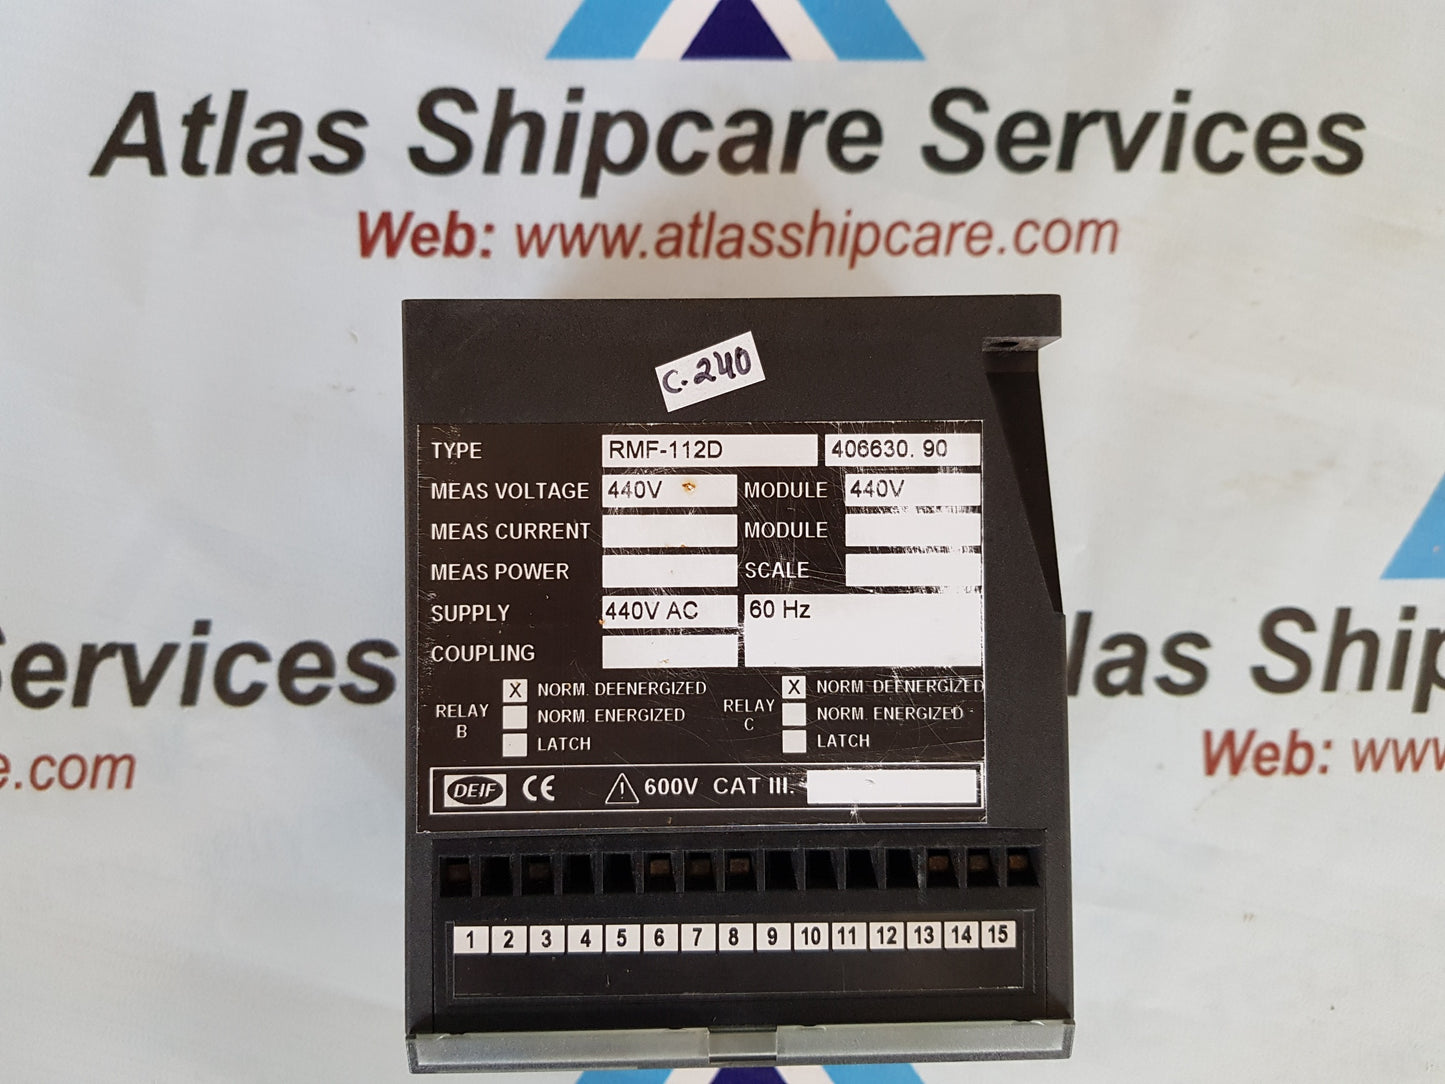 Atlas Shipcare Services
Web: www.atlasshipcare.com
C.240
TYPE RMF-112D 406630. 90
MEAS VOLTAGE 440V MODULE 440V
MEAS CURRENT MODULE
MEAS POWER SCALE
SUPPLY 440V AC 60 Hz
COUPLING
RELAY B X NORM. DEENERGIZED RELAY C X NORM. DEENERGIZED
NORM. ENERGIZED NORM. ENERGIZED
LATCH LATCH
DEIF CE 600V CAT III.
1 2 3 4 5 6 7 8 9 10 11 12 13 14 15
Services
e.com
las Ship
Web: www